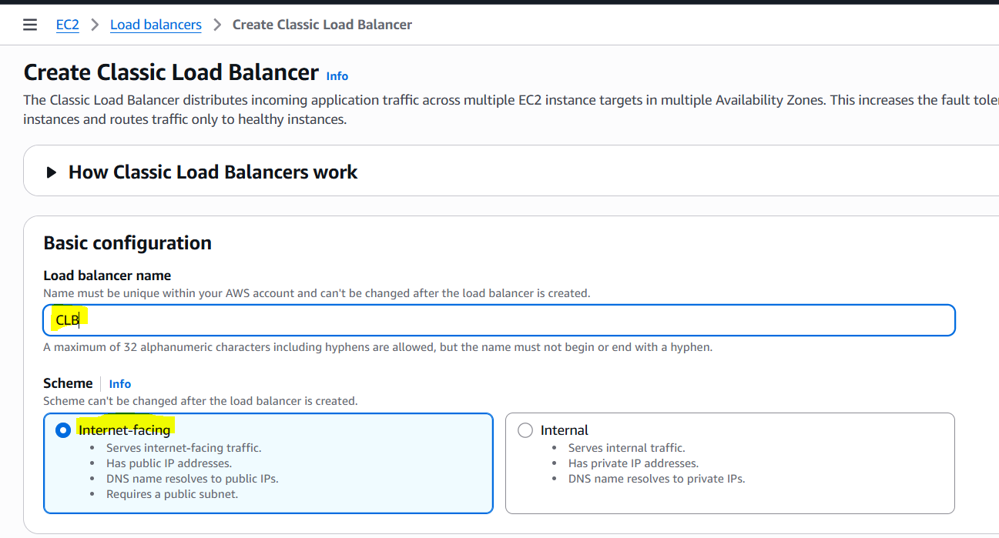 EC2 > Load balancers > Create Classic Load Balancer
Create Classic Load Balancer Info
The Classic Load Balancer distributes incoming application traffic across multiple EC2 instance targets in multiple Availability Zones. This increases the fault
instances and routes traffic only to healthy instances.
How Classic Load Balancers work
Basic configuration
Load balancer name
Name must be unique within your AWS account and can't be changed after the load balancer is created.
CLB
A maximum of 32 alphanumeric characters including hyphens are allowed, but the name must not begin or end with a hyphen.
Scheme Info
Scheme can't be changed after the load balancer is created.
Internet-facing
• Serves internet-facing traffic.
• Has public IP addresses.
• DNS name resolves to public IPs.
• Requires a public subnet.
Internal
• Serves internal traffic.
• Has private IP addresses.
• DNS name resolves to private IPs.